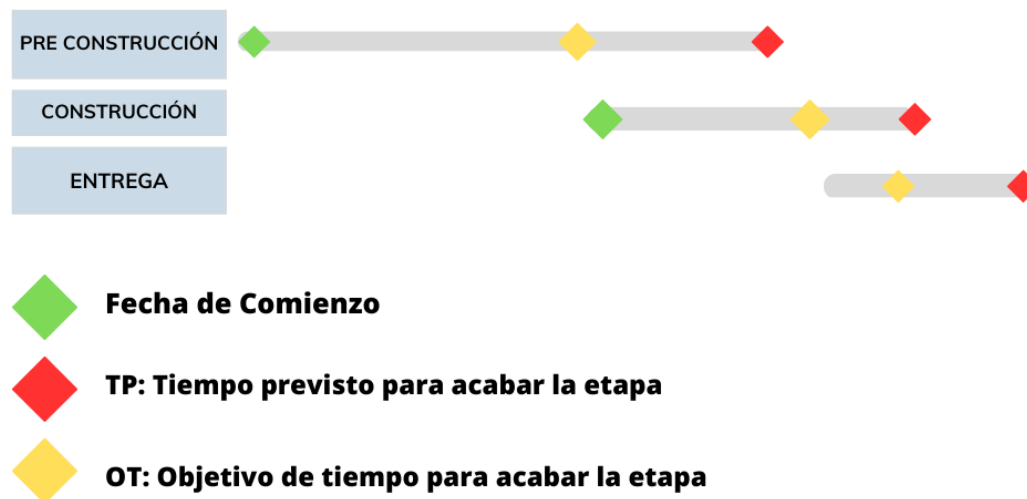 PRE CONSTRUCCIÓN
CONSTRUCCIÓN
ENTREGA
Fecha de Comienzo
TP: Tiempo previsto para acabar la etapa
OT: Objetivo de tiempo para acabar la etapa